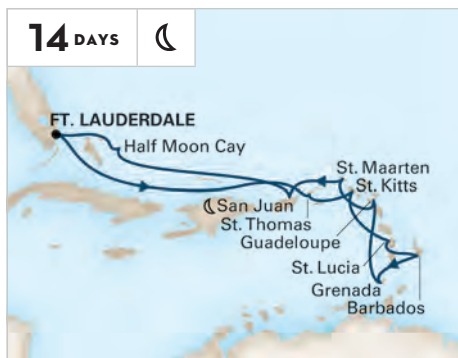 14 DAYS
FT. LAUDERDALE
Half Moon Cay
St. Maarten
St. Kitts
San Juan
St. Thomas
Guadeloupe
St. Lucia
Grenada
Barbados